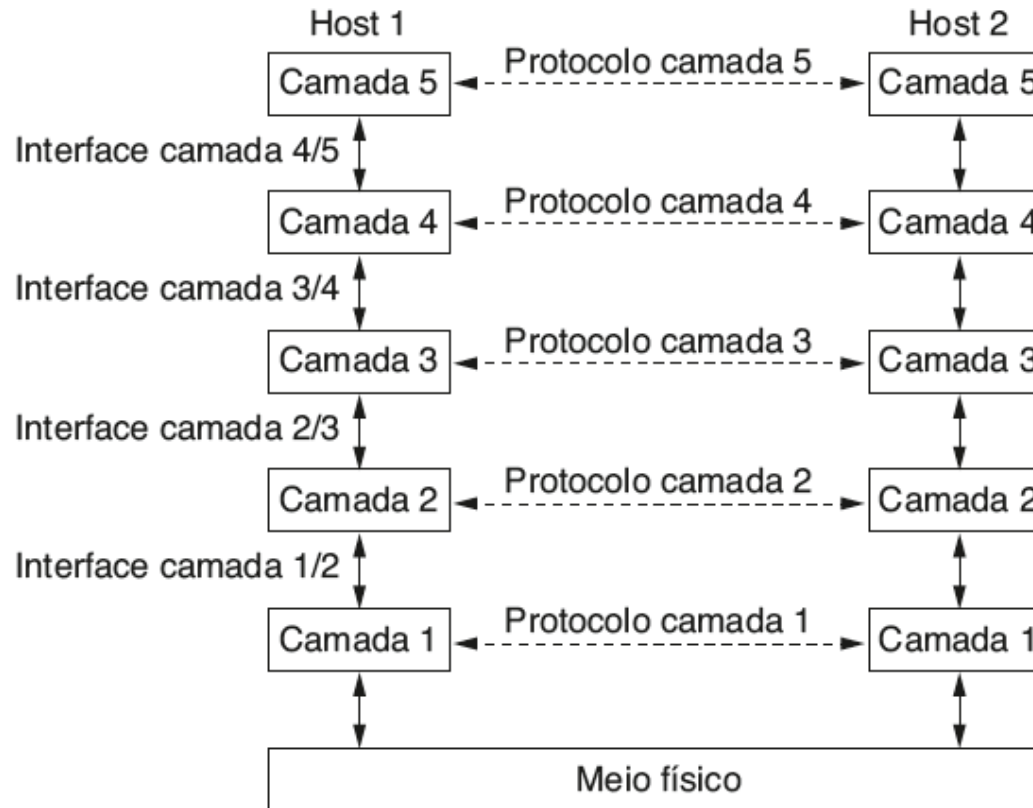 Host 1
Host 2
Camada 5
Protocolo camada 5
Camada 5
Interface camada 4/5
Camada 4
Protocolo camada 4
Camada 4
Interface camada 3/4
Camada 3
Protocolo camada 3
Camada 3
Interface camada 2/3
Camada 2
Protocolo camada 2
Camada 2
Interface camada 1/2
Camada 1
Protocolo camada 1
Camada 1
Meio físico